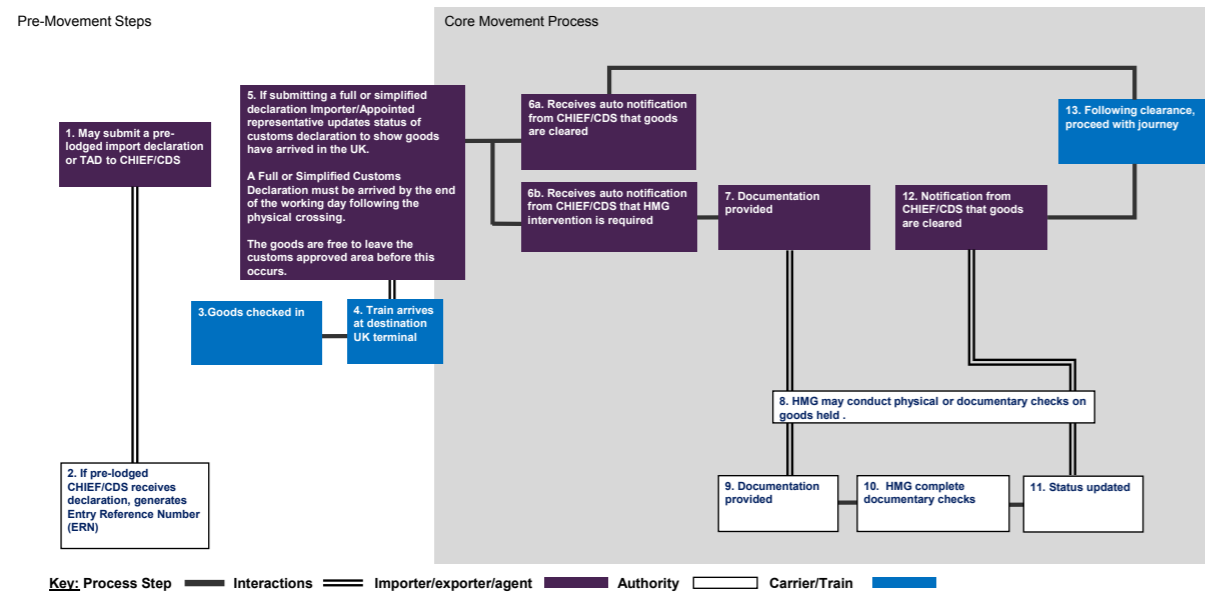 Pre-Movement Steps
Core Movement Process
1. May submit a pre-
lodged import declaration
or TAD to CHIEF/CDS
2. If pre-lodged
CHIEF/CDS receives
declaration, generates
Entry Reference Number
(ERN)
3.Goods checked in
4. Train arrives
at destination
UK terminal
5. If submitting a full or simplified
declaration Importer/Appointed
representative updates status of
customs declaration to show goods
have arrived in the UK.
A Full or Simplified Customs
Declaration must be arrived by the end
of the working day following the
physical crossing.
The goods are free to leave the
customs approved area before this
occurs.
6a. Receives auto notification
from CHIEF/CDS that goods
are cleared
6b. Receives auto notification
from CHIEF/CDS that HMG
intervention is required
7. Documentation
provided
8. HMG may conduct physical or documentary checks on
goods held .
9. Documentation
provided
10. HMG complete
documentary checks
11. Status updated
12. Notification from
CHIEF/CDS that goods
are cleared
13. Following clearance,
proceed with journey
Key: Process Step Interactions Importer/exporter/agent Authority Carrier/Train